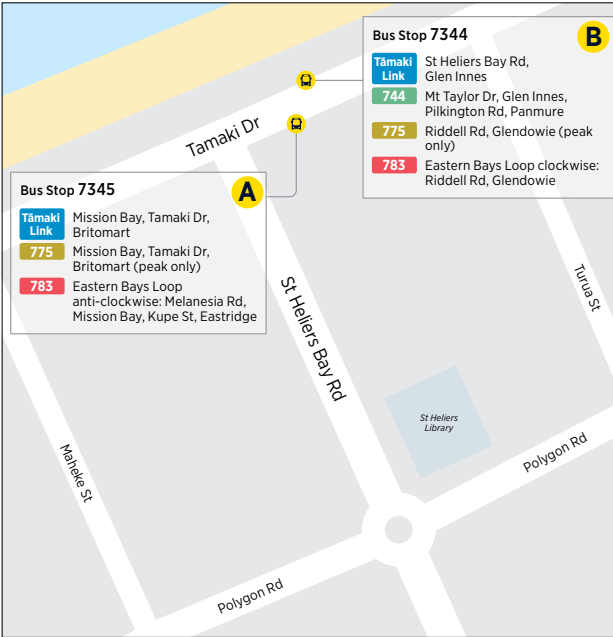 Bus Stop 7344
B
Tāmaki
Link
St Heliers Bay Rd,
Glen Innes
744
Mt Taylor Dr, Glen Innes,
Pilkington Rd, Panmure
775
Riddell Rd, Glendowie (peak
only)
783
Eastern Bays Loop clockwise:
Riddell Rd, Glendowie
Tamaki Dr
Bus Stop 7345
A
Tāmaki
Link
Mission Bay, Tamaki Dr,
Britomart
775
Mission Bay, Tamaki Dr,
Britomart (peak only)
783
Eastern Bays Loop
anti-clockwise: Melanesia Rd,
Mission Bay, Kupe St, Eastridge
St Heliers Bay Rd
Turua St
St Heliers
Library
Maheke St
Polygon Rd
Polygon Rd